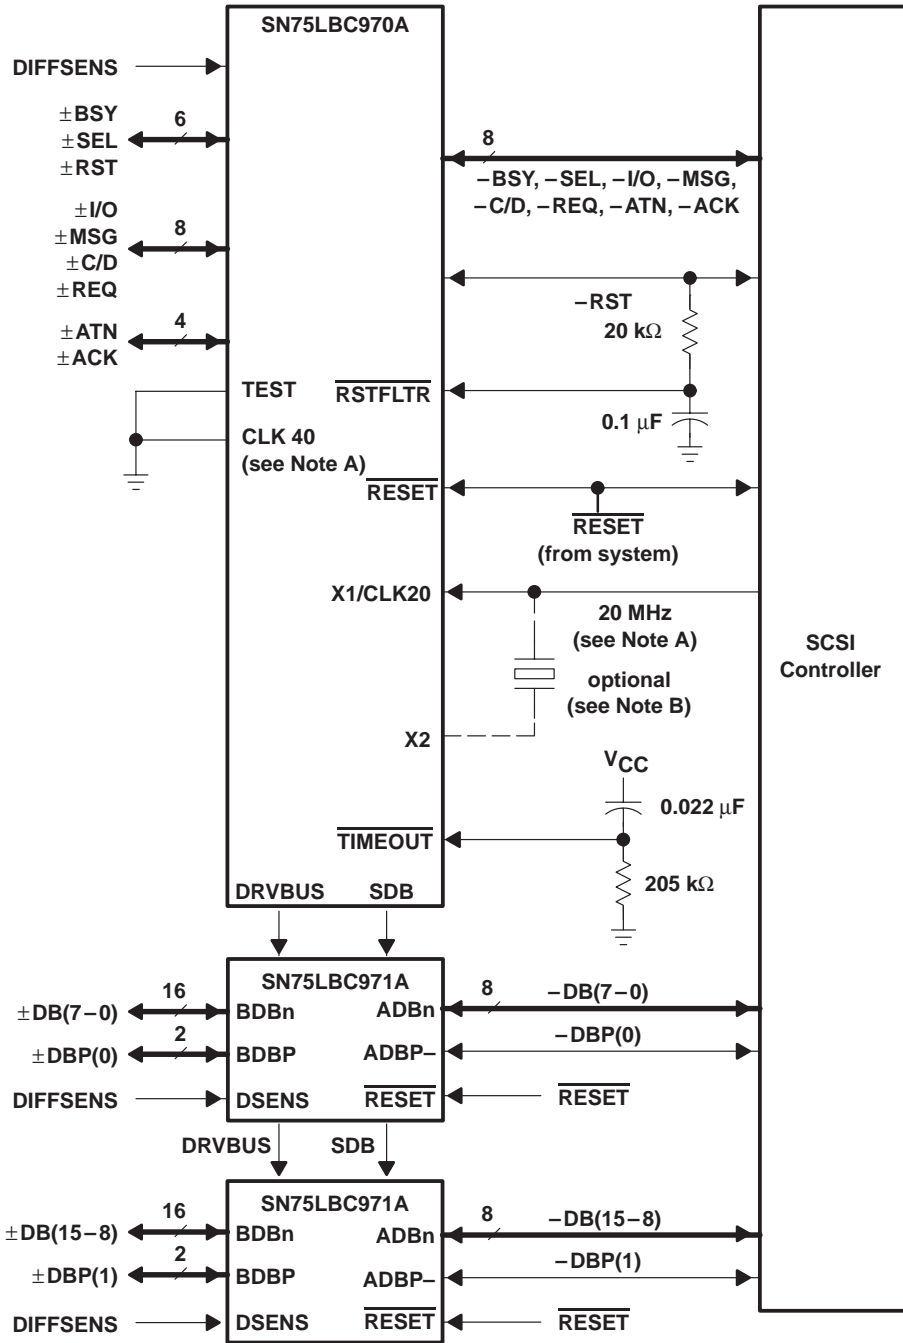 SN75LBC970A
DIFFSENS
±BSY
±SEL
±RST
6
±I/O
±MSG
±C/D
±REQ
8
±ATN
±ACK
4
TEST
CLK 40
(see Note A)
8
−BSY, −SEL, −I/O, −MSG,
−C/D, −REQ, −ATN, −ACK
−RST
20 kΩ
RSTFLTR
0.1 μF
RESET
RESET
(from system)
X1/CLK20
20 MHz
(see Note A)
optional
(see Note B)
X2
VCC
0.022 μF
TIMEOUT
205 kΩ
SCSI
Controller
DRVBUS
SDB
SN75LBC971A
±DB(7−0)
16
BDBn
ADBn
8
−DB(7−0)
±DBP(0)
2
BDBP
ADBP−
−DBP(0)
DIFFSENS
DSENS
RESET
RESET
DRVBUS
SDB
SN75LBC971A
±DB(15−8)
16
BDBn
ADBn
8
−DB(15−8)
±DBP(1)
2
BDBP
ADBP−
−DBP(1)
DIFFSENS
DSENS
RESET
RESET